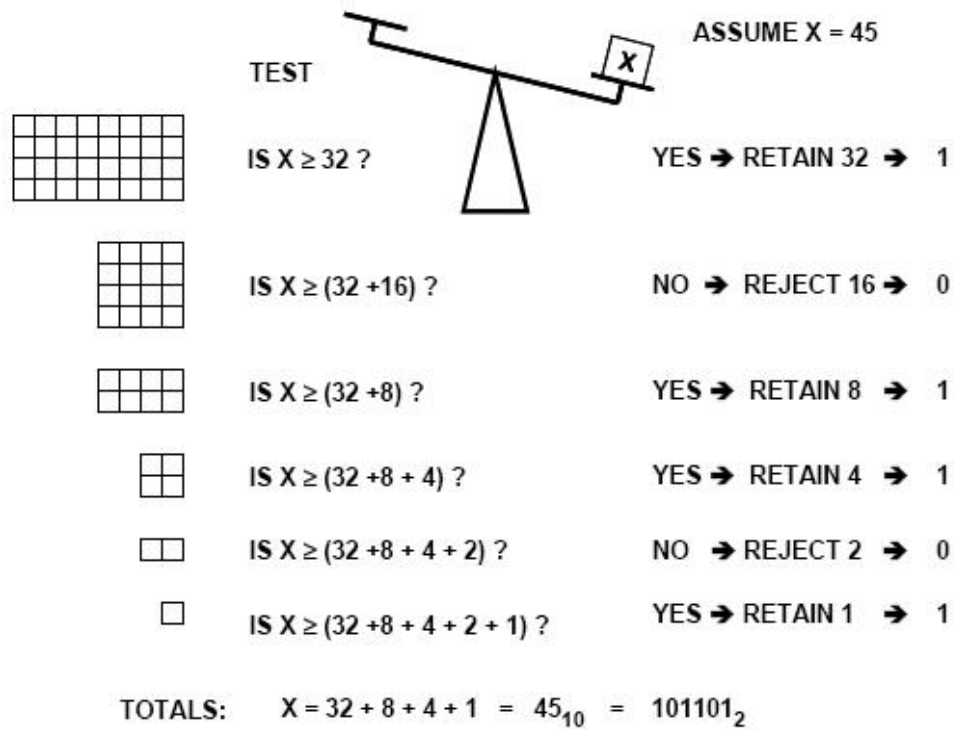 ASSUME X = 45
X
TEST
IS X ≥ 32 ? YES ➔ RETAIN 32 ➔ 1
IS X ≥ (32 +16) ? NO ➔ REJECT 16 ➔ 0
IS X ≥ (32 +8) ? YES ➔ RETAIN 8 ➔ 1
IS X ≥ (32 +8 + 4) ? YES ➔ RETAIN 4 ➔ 1
IS X ≥ (32 +8 + 4 + 2) ? NO ➔ REJECT 2 ➔ 0
IS X ≥ (32 +8 + 4 + 2 + 1) ? YES ➔ RETAIN 1 ➔ 1
TOTALS: X = 32 + 8 + 4 + 1 = 45₁₀ = 101101₂